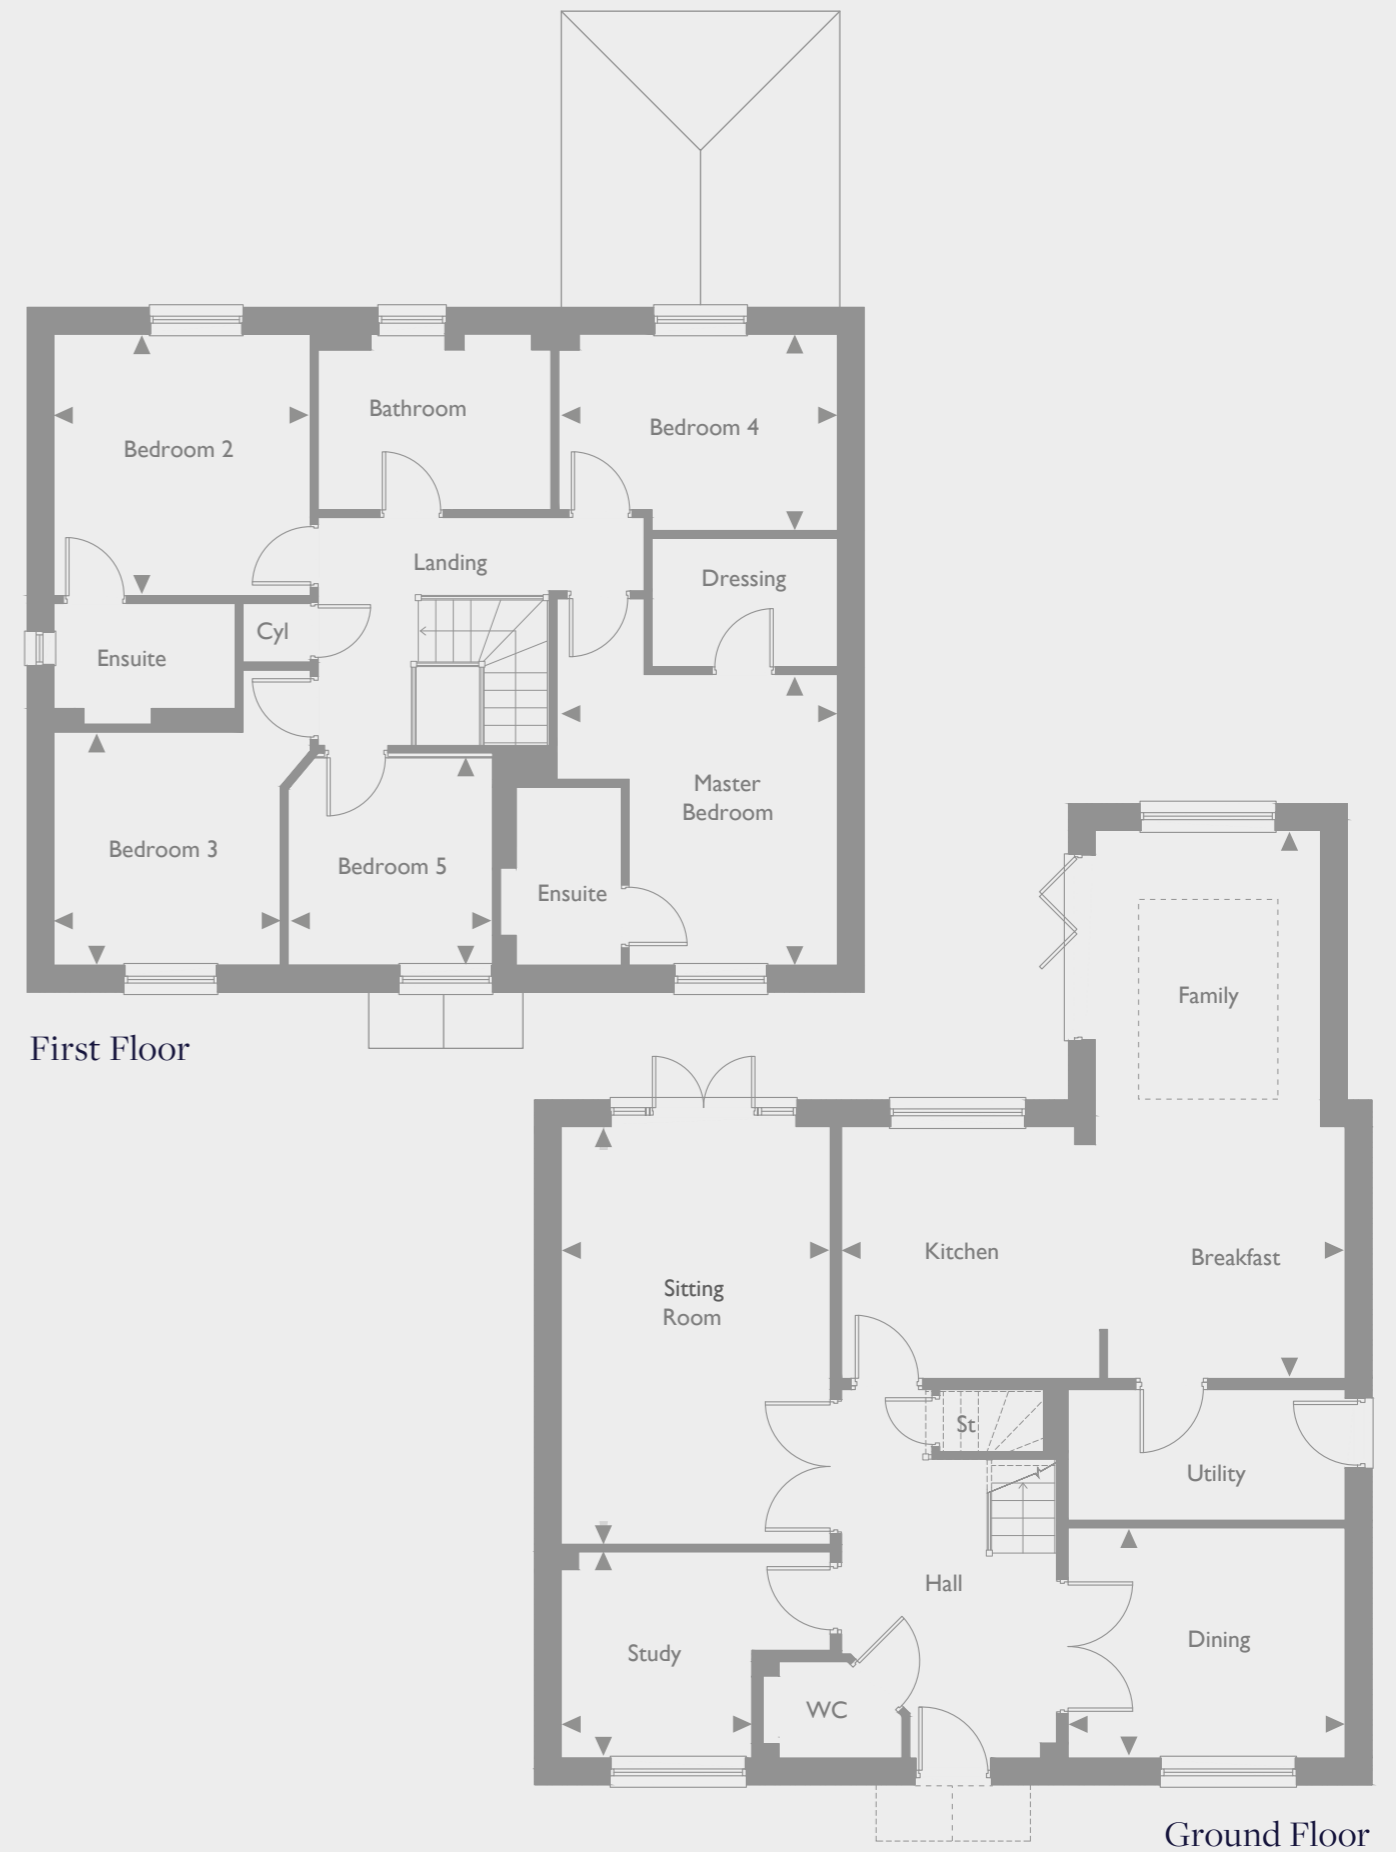 Bathroom
Bedroom 4
Bedroom 2
Landing
Dressing
Cyl
Ensuite
Master
Bedroom
Bedroom 3
Bedroom 5
Ensuite
First Floor
Family
Kitchen
Breakfast
Sitting
Room
St
Utility
Hall
Dining
Study
WC
Ground Floor